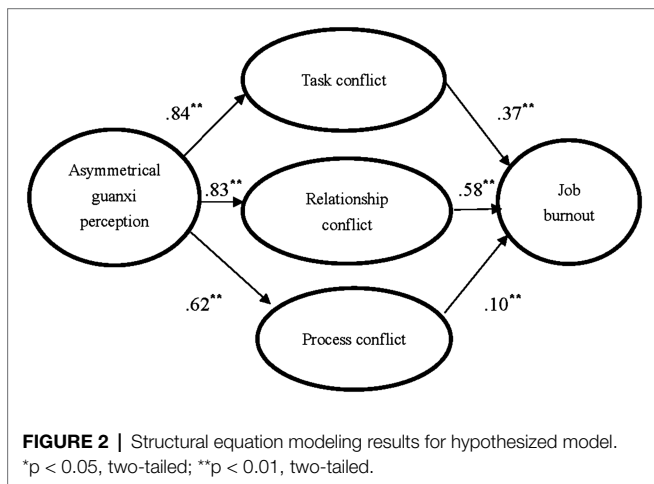 Task conflict
.84**
.37**
Asymmetrical
guanxi
perception
.83**
Relationship
conflict
.58**
Job
burnout
.62**
.10**
Process conflict
FIGURE 2 | Structural equation modeling results for hypothesized model.
*p < 0.05, two-tailed; **p < 0.01, two-tailed.